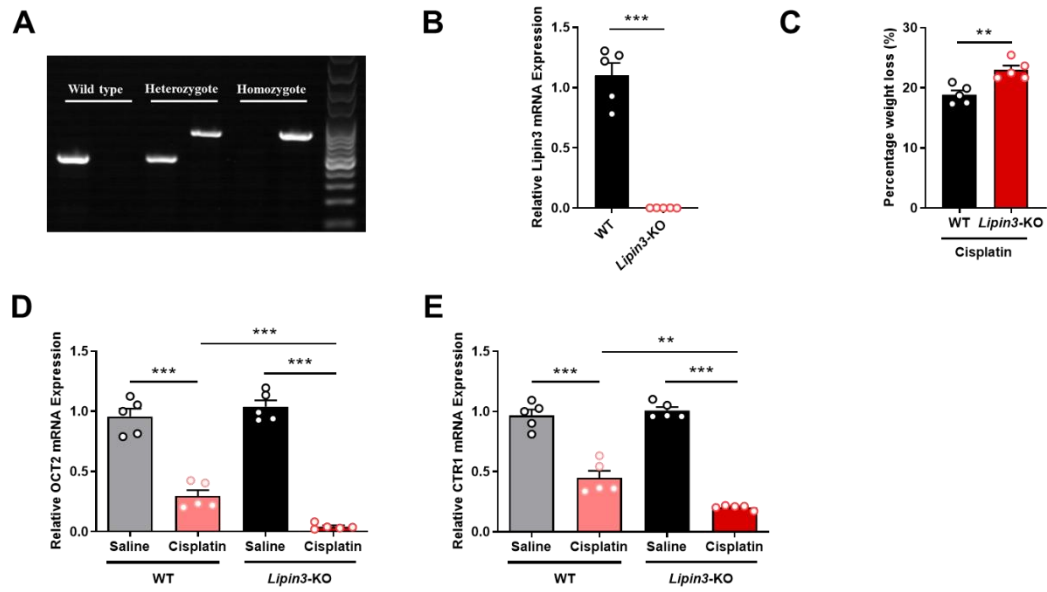 A
Wild type Heterozygote Homozygote
B
Relative Lipin3 mRNA Expression
1.5
1.0
0.5
0.0
***
WT
Lipin3-KO
C
Percentage weight loss (%)
30
20
10
0
**
WT Lipin3-KO
Cisplatin
D
Relative OCT2 mRNA Expression
1.5
1.0
0.5
0.0
***
***
***
Saline Cisplatin Saline Cisplatin
WT Lipin3-KO
E
Relative CTR1 mRNA Expression
1.5
1.0
0.5
0.0
**
***
***
Saline Cisplatin Saline Cisplatin
WT Lipin3-KO